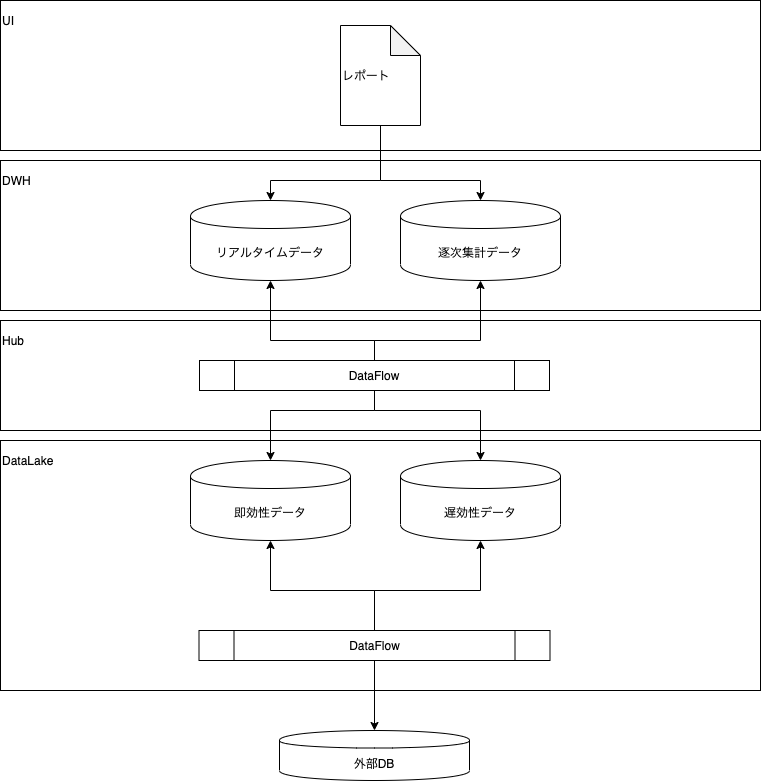 UI
レポート
DWH
リアルタイムデータ
逐次集計データ
Hub
DataFlow
DataLake
即効性データ
遅効性データ
DataFlow
外部DB